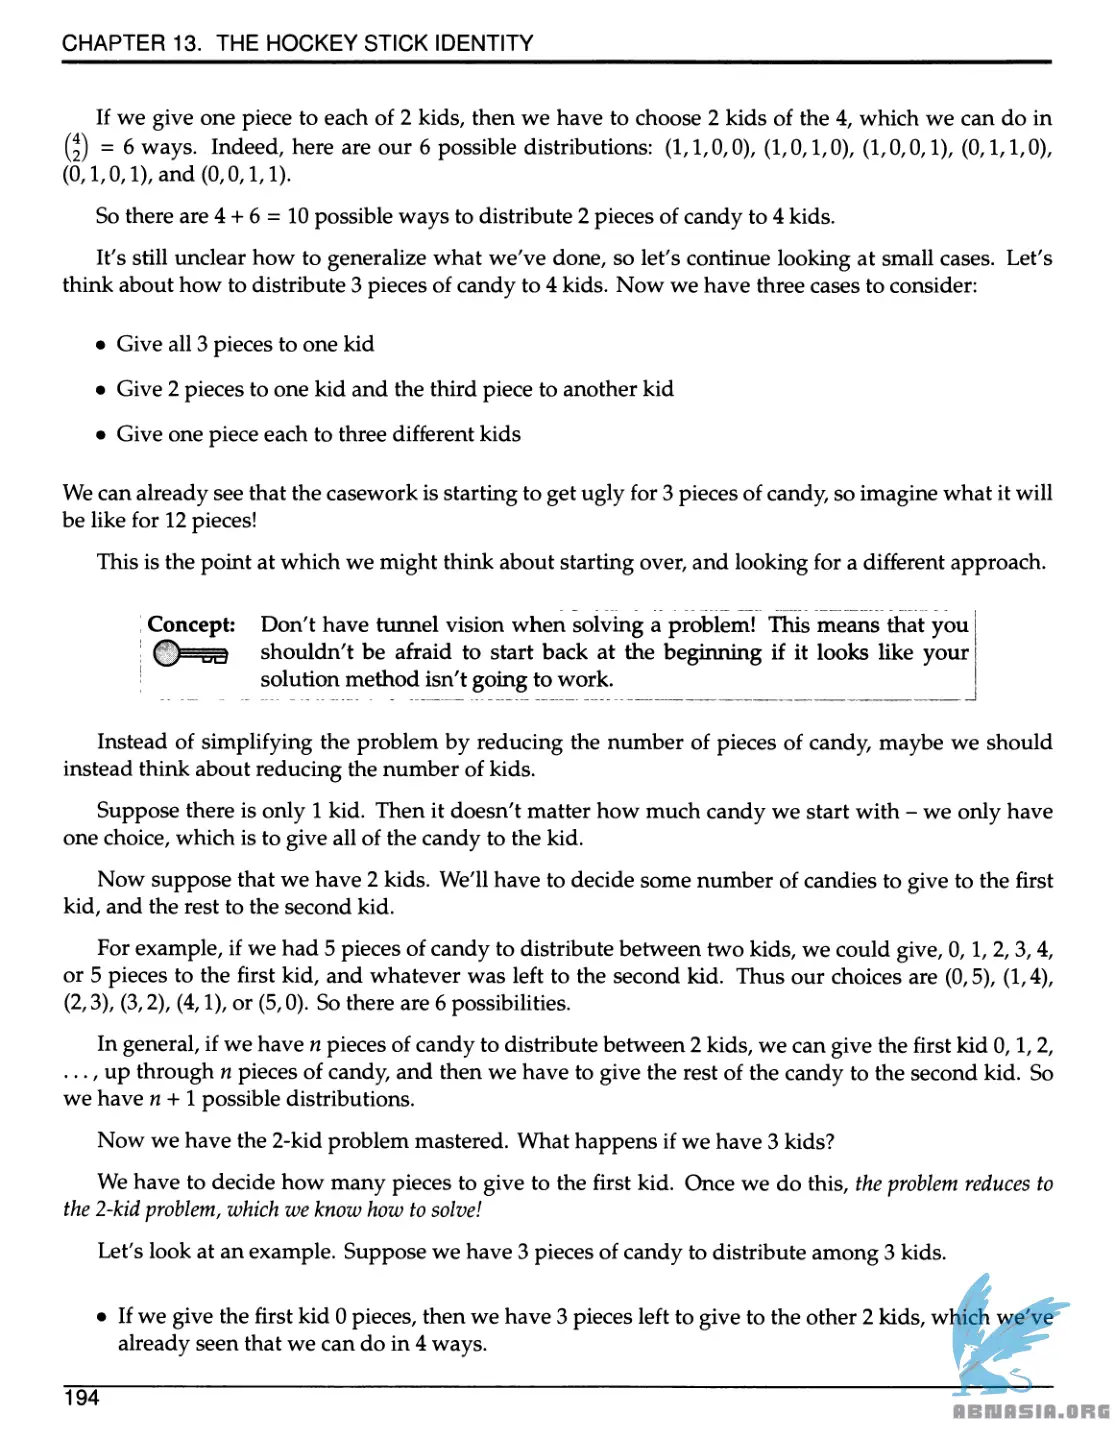 CHAPTER 13. THE HOCKEY STICK IDENTITY
If we give one piece to each of 2 kids, then we have to choose 2 kids of the 4, which we can do in
(4 2) = 6 ways. Indeed, here are our 6 possible distributions: (1,1,0,0), (1,0,1,0), (1,0,0,1), (0,1,1,0),
(0,1,0,1), and (0,0,1,1).
So there are 4 + 6 = 10 possible ways to distribute 2 pieces of candy to 4 kids.
It's still unclear how to generalize what we've done, so let's continue looking at small cases. Let's
think about how to distribute 3 pieces of candy to 4 kids. Now we have three cases to consider:
• Give all 3 pieces to one kid
• Give 2 pieces to one kid and the third piece to another kid
• Give one piece each to three different kids
We can already see that the casework is starting to get ugly for 3 pieces of candy, so imagine what it will
be like for 12 pieces!
This is the point at which we might think about starting over, and looking for a different approach.
Concept: Don't have tunnel vision when solving a problem! This means that you
shouldn't be afraid to start back at the beginning if it looks like your
solution method isn't going to work.
Instead of simplifying the problem by reducing the number of pieces of candy, maybe we should
instead think about reducing the number of kids.
Suppose there is only 1 kid. Then it doesn't matter how much candy we start with – we only have
one choice, which is to give all of the candy to the kid.
Now suppose that we have 2 kids. We'll have to decide some number of candies to give to the first
kid, and the rest to the second kid.
For example, if we had 5 pieces of candy to distribute between two kids, we could give, 0, 1, 2, 3, 4,
or 5 pieces to the first kid, and whatever was left to the second kid. Thus our choices are (0,5), (1,4),
(2,3), (3,2), (4,1), or (5,0). So there are 6 possibilities.
In general, if we have n pieces of candy to distribute between 2 kids, we can give the first kid 0, 1, 2,
..., up through n pieces of candy, and then we have to give the rest of the candy to the second kid. So
we have n + 1 possible distributions.
Now we have the 2-kid problem mastered. What happens if we have 3 kids?
We have to decide how many pieces to give to the first kid. Once we do this, the problem reduces to
the 2-kid problem, which we know how to solve!
Let's look at an example. Suppose we have 3 pieces of candy to distribute among 3 kids.
• If we give the first kid 0 pieces, then we have 3 pieces left to give to the other 2 kids, which we've
already seen that we can do in 4 ways.
194
ABNASIA.ORG